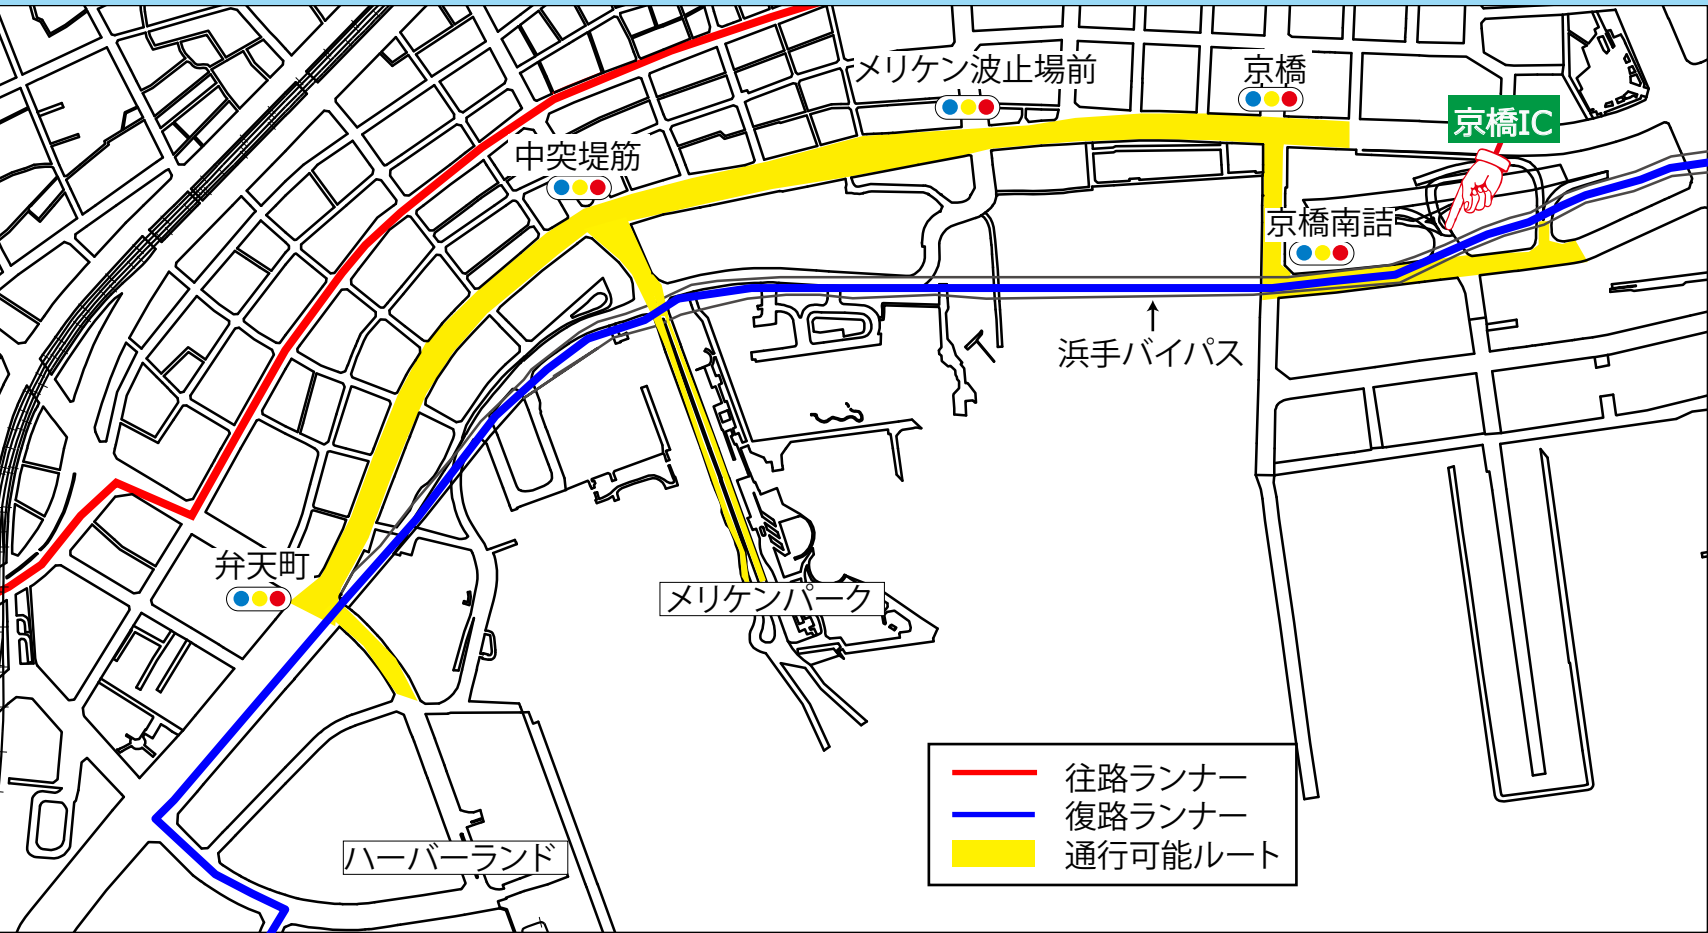 メリケン波止場前
京橋
京橋IC
中突堤筋
京橋南詰
浜手バイパス
弁天町
メリケンパーク
往路ランナー
復路ランナー
通行可能ルート
ハーバーランド